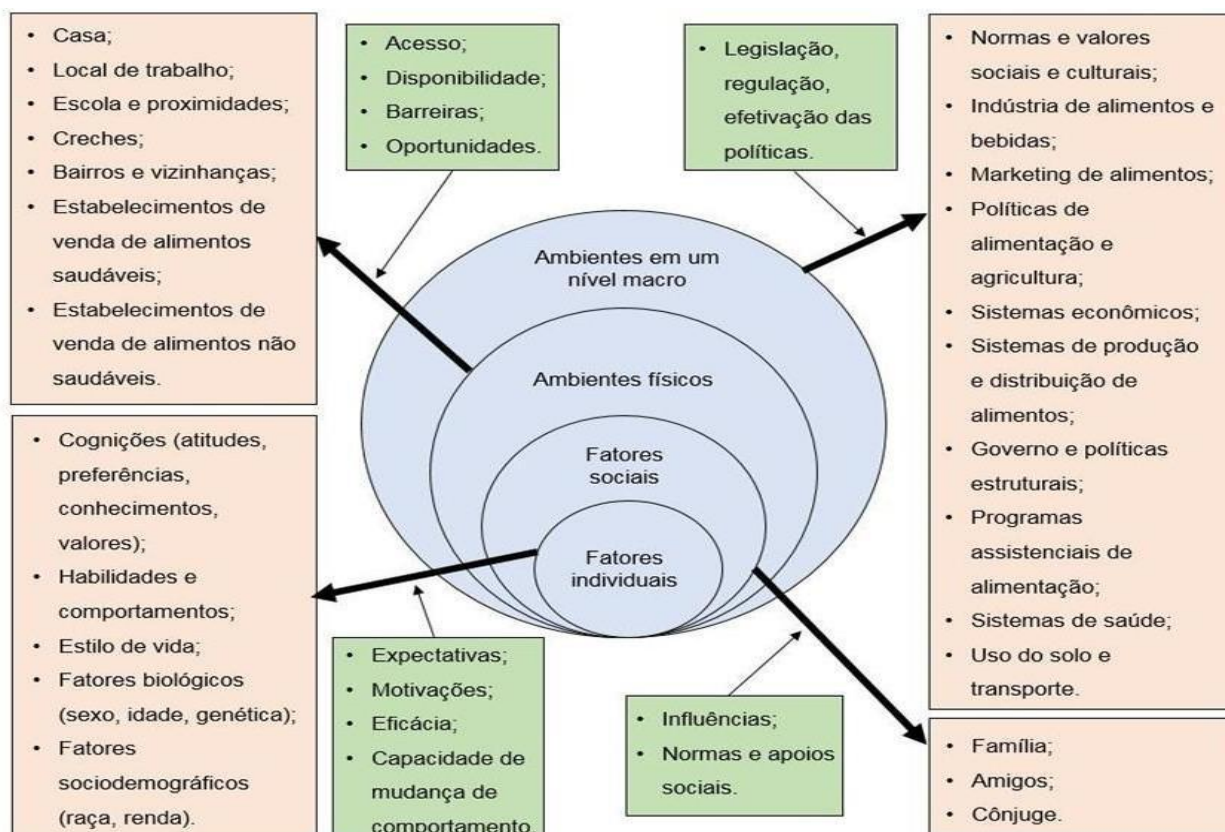 • Casa;
• Local de trabalho;
• Escola e proximidades;
• Creches;
• Bairros e vizinhanças;
• Estabelecimentos de
venda de alimentos
saudáveis;
• Estabelecimentos de
venda de alimentos não
saudáveis.
• Acesso;
• Disponibilidade;
• Barreiras;
• Oportunidades.
• Legislação,
regulação,
efetivação das
políticas.
• Normas e valores
sociais e culturais;
• Indústria de alimentos e
bebidas;
• Marketing de alimentos;
• Políticas de
alimentação e
agricultura;
• Sistemas econômicos;
• Sistemas de produção
e distribuição de
alimentos;
• Governo e políticas
estruturais;
• Programas
assistenciais de
alimentação;
• Sistemas de saúde;
• Uso do solo e
transporte.
Ambientes em um
nível macro
Ambientes físicos
Fatores
sociais
Fatores
individuais
• Cognições (atitudes,
preferências,
conhecimentos,
valores);
• Habilidades e
comportamentos;
• Estilo de vida;
• Fatores biológicos
(sexo, idade, genética);
• Fatores
sociodemográficos
(raça, renda).
• Expectativas;
• Motivações;
• Eficácia;
• Capacidade de
mudança de
comportamento.
• Influências;
• Normas e apoios
sociais.
• Família;
• Amigos;
• Cônjuge.